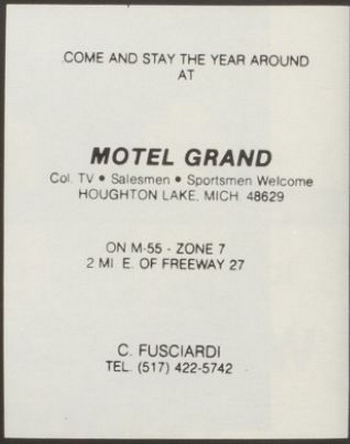 COME AND STAY THE YEAR AROUND
AT
MOTEL GRAND
Col. TV • Salesmen • Sportsmen Welcome
HOUGHTON LAKE, MICH. 48629
ON M-55 - ZONE 7
2 MI. E. OF FREEWAY 27
C. FUSCIARDI
TEL. (517) 422-5742